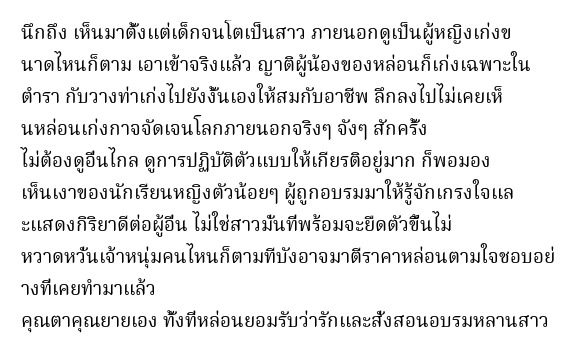 นึกถึง เห็นมาตั้งแต่เด็กจนโตเป็นสาว ภายนอกดูเป็นผู้หญิงเก่งข
นาดไหนก็ตาม เอาเข้าจริงแล้ว ญาติผู้น้องของหล่อนก็เก่งเฉพาะใน
ตำรา กับวางท่าเก่งไปยังงั้นเองให้สมกับอาชีพ ลึกลงไปไม่เคยเห็
นหล่อนเก่งกาจจัดเจนโลกภายนอกจริงๆ จังๆ สักครั้ง
ไม่ต้องดูอื่นไกล ดูการปฏิบัติตัวแบบให้เกียรติอยู่มาก ก็พอมอง
เห็นเงาของนักเรียนหญิงตัวน้อยๆ ผู้ถูกอบรมมาให้รู้จักเกรงใจแล
ะแสดงกิริยาดีต่อผู้อื่น ไม่ใช่สาวมั่นที่พร้อมจะยืดตัวขึ้นไม่
หวาดหวั่นเจ้าหนุ่มคนไหนก็ตามที่บังอาจมาตีราคาหล่อนตามใจชอบอย่
างที่เคยทำมาแล้ว
คุณตาคุณยายเอง ทั้งที่หล่อนยอมรับว่ารักและสั่งสอนอบรมหลานสาว